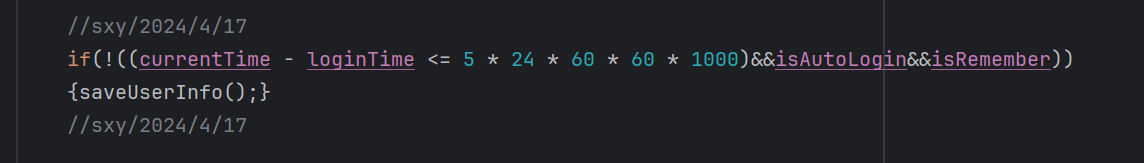 //sxy/2024/4/17
if(!((currentTime - loginTime <= 5 * 24 * 60 * 60 * 1000)&&isAutoLogin&&isRemember))
{saveUserInfo();}
//sxy/2024/4/17